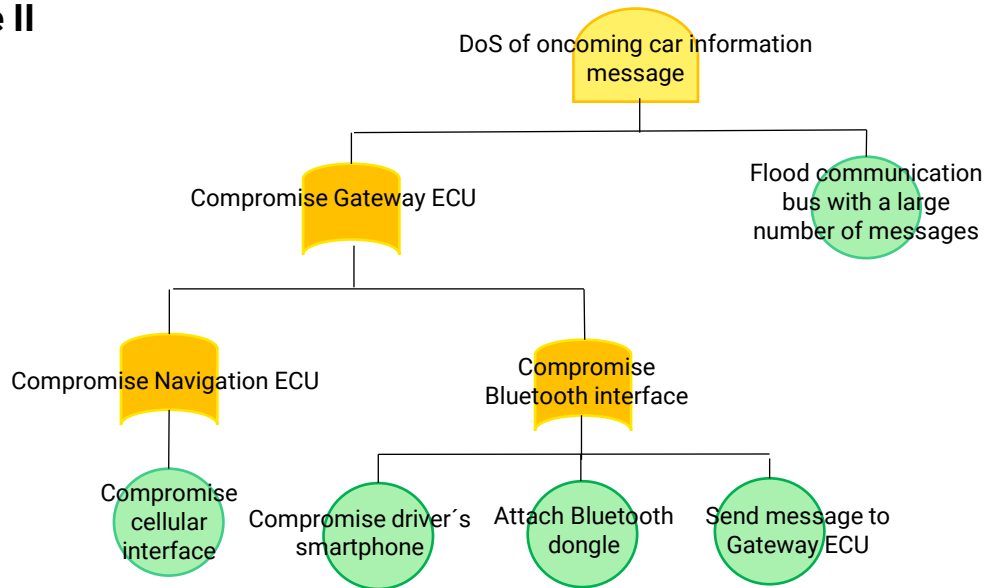 II
DoS of oncoming car information
message
Compromise Gateway ECU
Flood communication
bus with a large
number of messages
Compromise Navigation ECU
Compromise
Bluetooth interface
Compromise
cellular
interface
Compromise driver´s
smartphone
Attach Bluetooth
dongle
Send message to
Gateway ECU